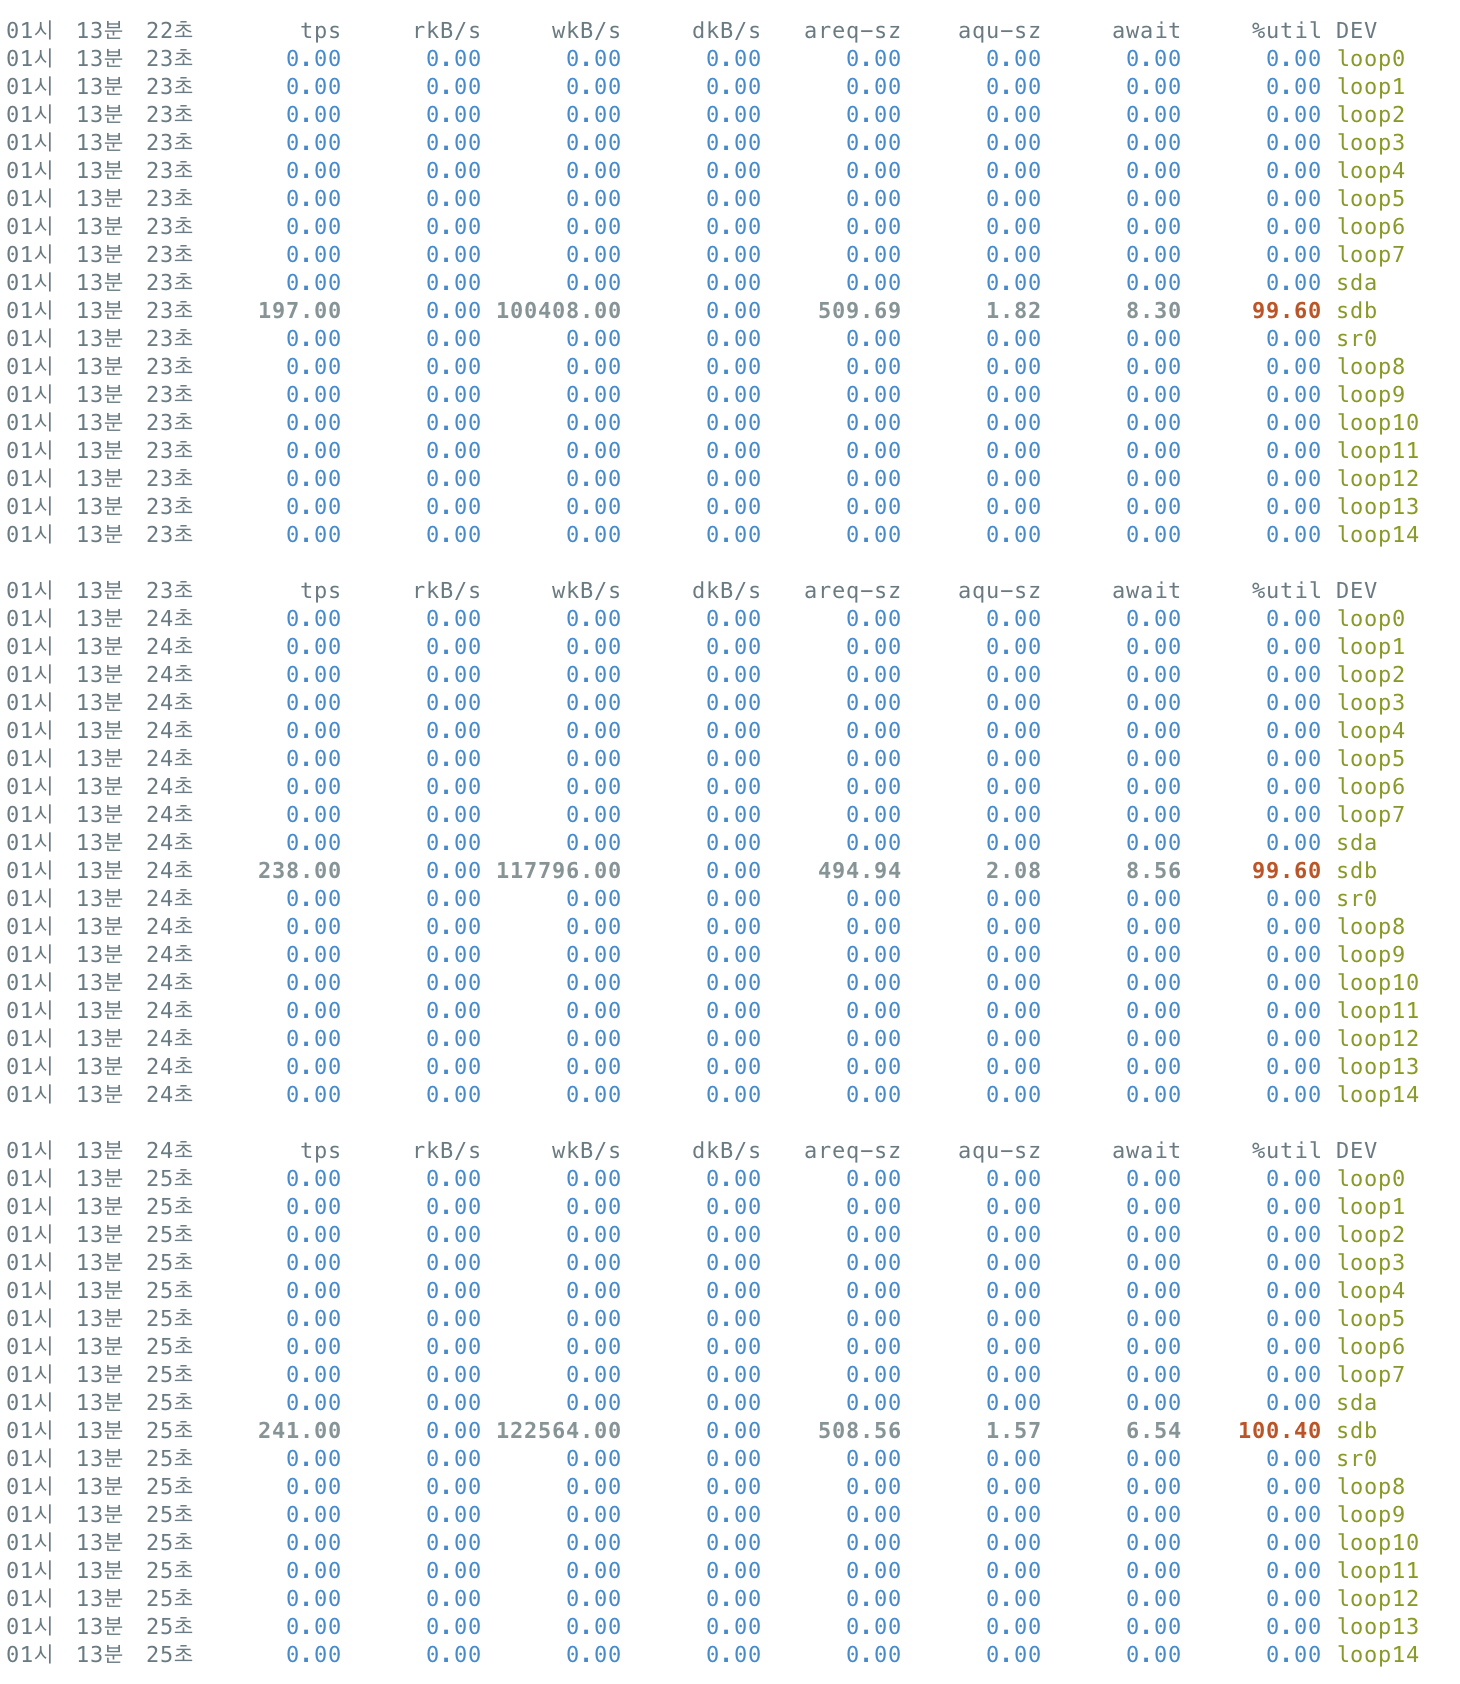 01시 13분 22초 tps rkB/s wkB/s dkB/s areq-sz aqu-sz await %util DEV
01시 13분 23초 0.00 0.00 0.00 0.00 0.00 0.00 0.00 0.00 loop0
01시 13분 23초 0.00 0.00 0.00 0.00 0.00 0.00 0.00 0.00 loop1
01시 13분 23초 0.00 0.00 0.00 0.00 0.00 0.00 0.00 0.00 loop2
01시 13분 23초 0.00 0.00 0.00 0.00 0.00 0.00 0.00 0.00 loop3
01시 13분 23초 0.00 0.00 0.00 0.00 0.00 0.00 0.00 0.00 loop4
01시 13분 23초 0.00 0.00 0.00 0.00 0.00 0.00 0.00 0.00 loop5
01시 13분 23초 0.00 0.00 0.00 0.00 0.00 0.00 0.00 0.00 loop6
01시 13분 23초 0.00 0.00 0.00 0.00 0.00 0.00 0.00 0.00 loop7
01시 13분 23초 0.00 0.00 0.00 0.00 0.00 0.00 0.00 0.00 sda
01시 13분 23초 197.00 0.00 100408.00 0.00 509.69 1.82 8.30 99.60 sdb
01시 13분 23초 0.00 0.00 0.00 0.00 0.00 0.00 0.00 0.00 sr0
01시 13분 23초 0.00 0.00 0.00 0.00 0.00 0.00 0.00 0.00 loop8
01시 13분 23초 0.00 0.00 0.00 0.00 0.00 0.00 0.00 0.00 loop9
01시 13분 23초 0.00 0.00 0.00 0.00 0.00 0.00 0.00 0.00 loop10
01시 13분 23초 0.00 0.00 0.00 0.00 0.00 0.00 0.00 0.00 loop11
01시 13분 23초 0.00 0.00 0.00 0.00 0.00 0.00 0.00 0.00 loop12
01시 13분 23초 0.00 0.00 0.00 0.00 0.00 0.00 0.00 0.00 loop13
01시 13분 23초 0.00 0.00 0.00 0.00 0.00 0.00 0.00 0.00 loop14
01시 13분 23초 tps rkB/s wkB/s dkB/s areq-sz aqu-sz await %util DEV
01시 13분 24초 0.00 0.00 0.00 0.00 0.00 0.00 0.00 0.00 loop0
01시 13분 24초 0.00 0.00 0.00 0.00 0.00 0.00 0.00 0.00 loop1
01시 13분 24초 0.00 0.00 0.00 0.00 0.00 0.00 0.00 0.00 loop2
01시 13분 24초 0.00 0.00 0.00 0.00 0.00 0.00 0.00 0.00 loop3
01시 13분 24초 0.00 0.00 0.00 0.00 0.00 0.00 0.00 0.00 loop4
01시 13분 24초 0.00 0.00 0.00 0.00 0.00 0.00 0.00 0.00 loop5
01시 13분 24초 0.00 0.00 0.00 0.00 0.00 0.00 0.00 0.00 loop6
01시 13분 24초 0.00 0.00 0.00 0.00 0.00 0.00 0.00 0.00 loop7
01시 13분 24초 0.00 0.00 0.00 0.00 0.00 0.00 0.00 0.00 sda
01시 13분 24초 238.00 0.00 117796.00 0.00 494.94 2.08 8.56 99.60 sdb
01시 13분 24초 0.00 0.00 0.00 0.00 0.00 0.00 0.00 0.00 sr0
01시 13분 24초 0.00 0.00 0.00 0.00 0.00 0.00 0.00 0.00 loop8
01시 13분 24초 0.00 0.00 0.00 0.00 0.00 0.00 0.00 0.00 loop9
01시 13분 24초 0.00 0.00 0.00 0.00 0.00 0.00 0.00 0.00 loop10
01시 13분 24초 0.00 0.00 0.00 0.00 0.00 0.00 0.00 0.00 loop11
01시 13분 24초 0.00 0.00 0.00 0.00 0.00 0.00 0.00 0.00 loop12
01시 13분 24초 0.00 0.00 0.00 0.00 0.00 0.00 0.00 0.00 loop13
01시 13분 24초 0.00 0.00 0.00 0.00 0.00 0.00 0.00 0.00 loop14
01시 13분 24초 tps rkB/s wkB/s dkB/s areq-sz aqu-sz await %util DEV
01시 13분 25초 0.00 0.00 0.00 0.00 0.00 0.00 0.00 0.00 loop0
01시 13분 25초 0.00 0.00 0.00 0.00 0.00 0.00 0.00 0.00 loop1
01시 13분 25초 0.00 0.00 0.00 0.00 0.00 0.00 0.00 0.00 loop2
01시 13분 25초 0.00 0.00 0.00 0.00 0.00 0.00 0.00 0.00 loop3
01시 13분 25초 0.00 0.00 0.00 0.00 0.00 0.00 0.00 0.00 loop4
01시 13분 25초 0.00 0.00 0.00 0.00 0.00 0.00 0.00 0.00 loop5
01시 13분 25초 0.00 0.00 0.00 0.00 0.00 0.00 0.00 0.00 loop6
01시 13분 25초 0.00 0.00 0.00 0.00 0.00 0.00 0.00 0.00 loop7
01시 13분 25초 0.00 0.00 0.00 0.00 0.00 0.00 0.00 0.00 sda
01시 13분 25초 241.00 0.00 122564.00 0.00 508.56 1.57 6.54 100.40 sdb
01시 13분 25초 0.00 0.00 0.00 0.00 0.00 0.00 0.00 0.00 sr0
01시 13분 25초 0.00 0.00 0.00 0.00 0.00 0.00 0.00 0.00 loop8
01시 13분 25초 0.00 0.00 0.00 0.00 0.00 0.00 0.00 0.00 loop9
01시 13분 25초 0.00 0.00 0.00 0.00 0.00 0.00 0.00 0.00 loop10
01시 13분 25초 0.00 0.00 0.00 0.00 0.00 0.00 0.00 0.00 loop11
01시 13분 25초 0.00 0.00 0.00 0.00 0.00 0.00 0.00 0.00 loop12
01시 13분 25초 0.00 0.00 0.00 0.00 0.00 0.00 0.00 0.00 loop13
01시 13분 25초 0.00 0.00 0.00 0.00 0.00 0.00 0.00 0.00 loop14